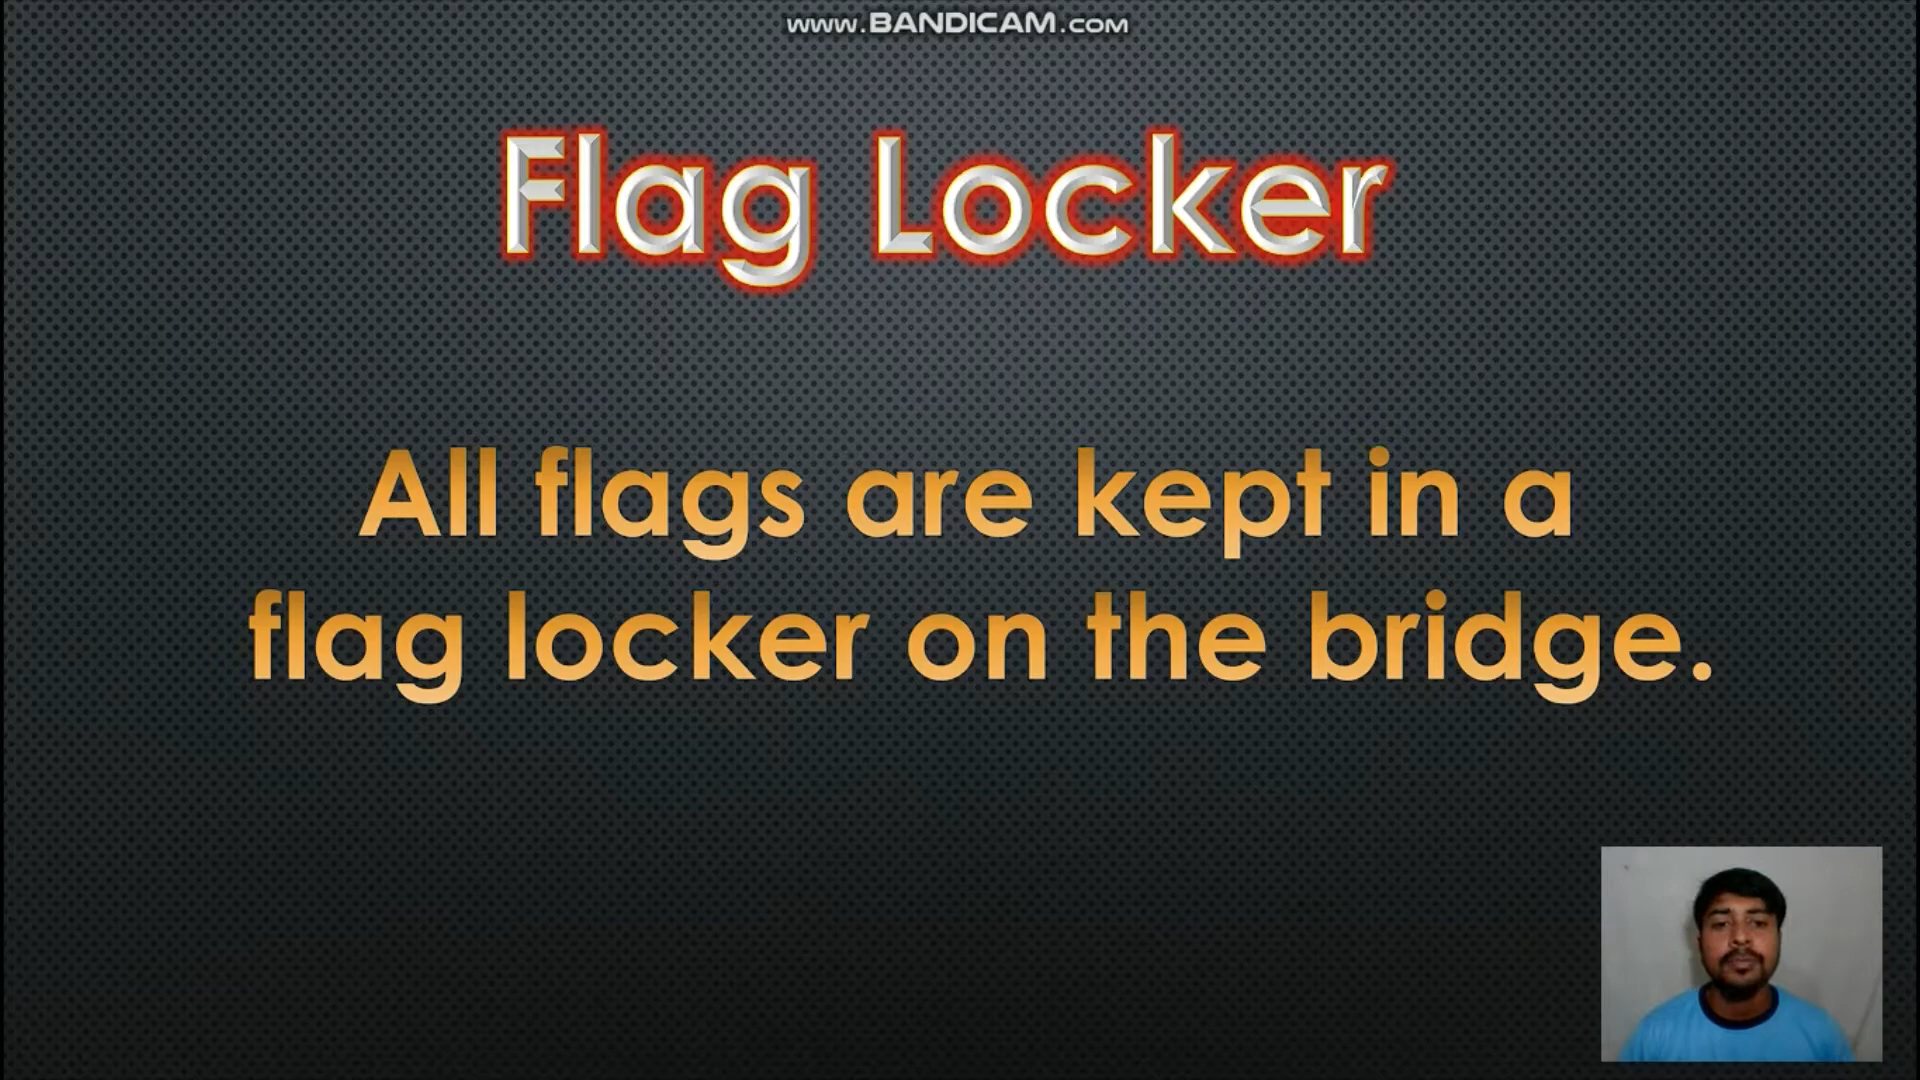 www.BANDICAM.com
Flag Locker
All flags are kept in a
flag locker on the bridge.